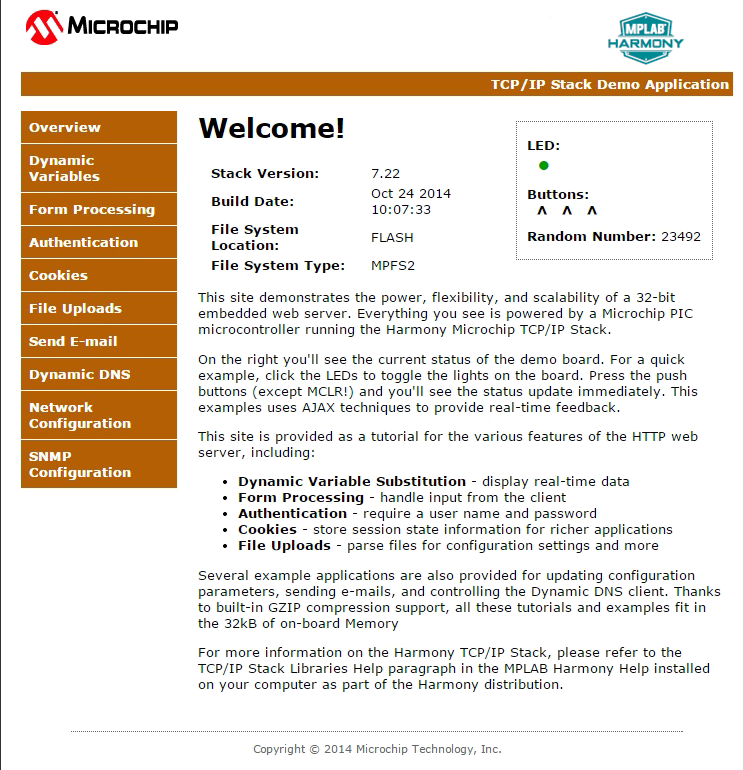 MICROCHIP
MPLAB®
HARMONY
TCP/IP Stack Demo Application
Overview
Dynamic
Variables
Form Processing
Authentication
Cookies
File Uploads
Send E-mail
Dynamic DNS
Network
Configuration
SNMP
Configuration
Welcome!
Stack Version: 7.22
Build Date: Oct 24 2014
10:07:33
File System
Location: FLASH
File System Type: MPFS2
LED:
Buttons:
Λ Λ Λ
Random Number: 23492
This site demonstrates the power, flexibility, and scalability of a 32-bit
embedded web server. Everything you see is powered by a Microchip PIC
microcontroller running the Harmony Microchip TCP/IP Stack.
On the right you'll see the current status of the demo board. For a quick
example, click the LEDs to toggle the lights on the board. Press the push
buttons (except MCLR!) and you'll see the status update immediately. This
examples uses AJAX techniques to provide real-time feedback.
This site is provided as a tutorial for the various features of the HTTP web
server, including:
• Dynamic Variable Substitution - display real-time data
• Form Processing - handle input from the client
• Authentication - require a user name and password
• Cookies - store session state information for richer applications
• File Uploads - parse files for configuration settings and more
Several example applications are also provided for updating configuration
parameters, sending e-mails, and controlling the Dynamic DNS client. Thanks
to built-in GZIP compression support, all these tutorials and examples fit in
the 32kB of on-board Memory
For more information on the Harmony TCP/IP Stack, please refer to the
TCP/IP Stack Libraries Help paragraph in the MPLAB Harmony Help installed
on your computer as part of the Harmony distribution.
Copyright © 2014 Microchip Technology, Inc.